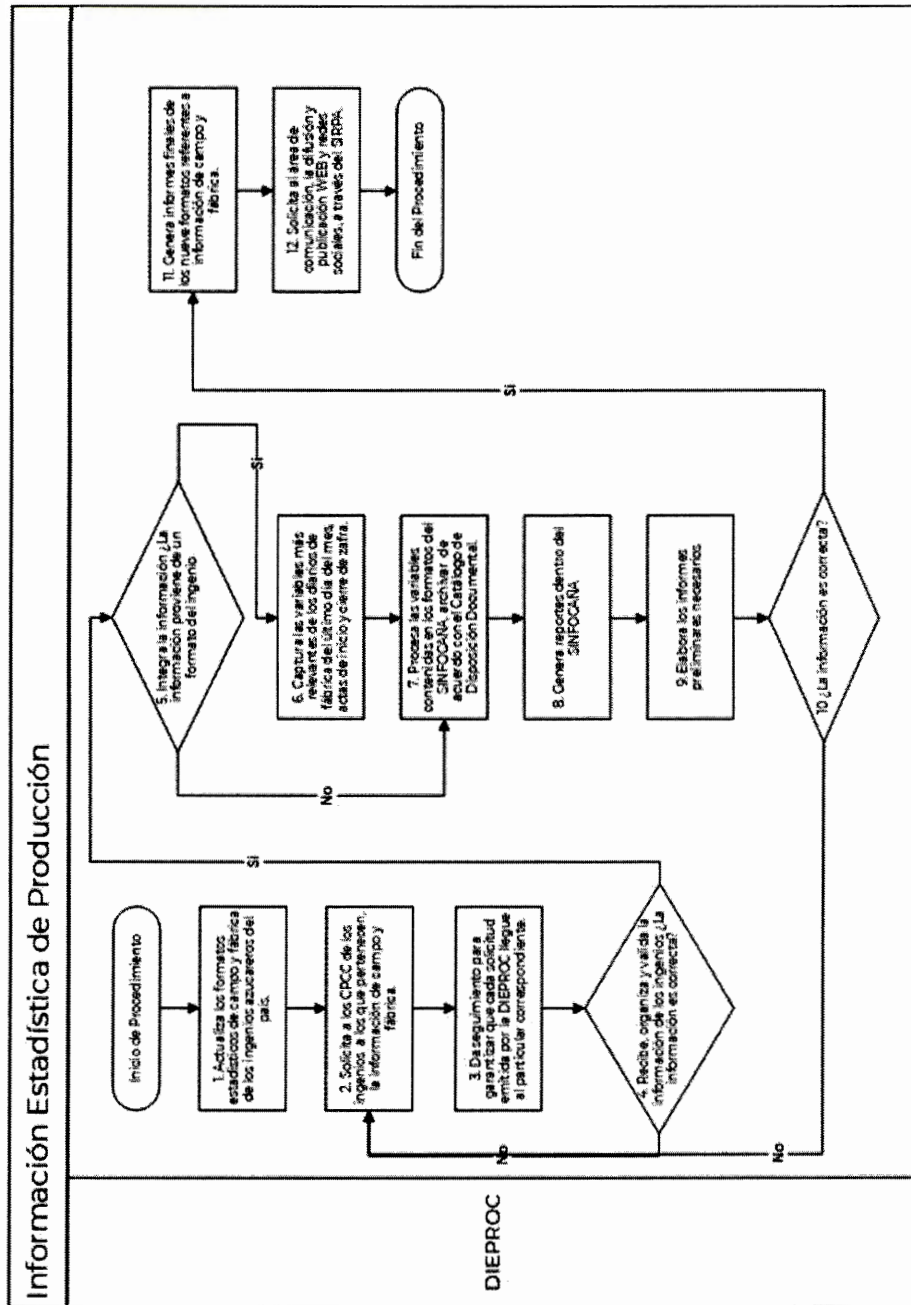 Información Estadística de Producción
DIEPROC
Inicio de Procedimiento
1. Actualiza los formatos
estadísticos de campo y fábrica
de los ingenios azucareros del
país.
2. Solicita a los CPCC de los
ingenios a los que pertenecen,
la información de campo y
fábrica.
3. Da seguimiento para
garantizar que cada solicitud
emitida por la DIEPROC llegue
al particular correspondiente.
4. Recibe, organiza y valida la
información de los ingenios ¿La
información es correcta?
No
Si
5. Integra la información ¿La
información proviene de un
formato del ingenio
Si
No
6. Captura las variables más
relevantes de los diarios de
fábrica del último día del mes,
actas de inicio y cierre de zafra.
7. Procesa las variables
contenidas en los formatos del
SINFOCAÑA, archivar de
acuerdo con el Catálogo de
Disposición Documental.
8. Genera reportes dentro del
SINFOCAÑA
9. Elabora los informes
preliminares necesarios
10 ¿La información es correcta?
No
Si
11. Genera informes finales de
los nueve formatos referentes a
información de campo y
fábrica.
12. Solicita al área de
comunicación, la difusión y
publicación WEB y redes
sociales, a través del SIRPA.
Fin del Procedimiento